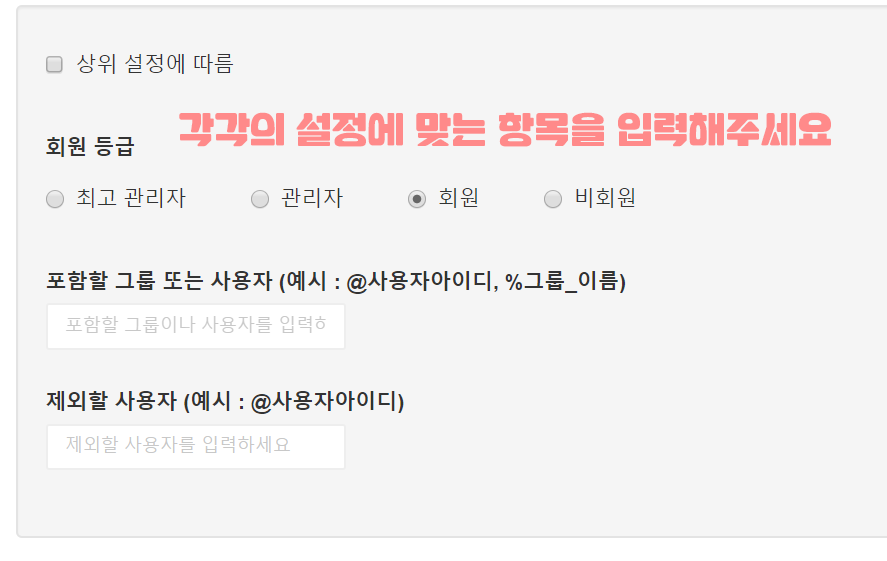 상위 설정에 따름
각각의 설정에 맞는 항목을 입력해주세요
회원 등급
최고 관리자 관리자 회원 비회원
포함할 그룹 또는 사용자 (예시 : @사용자아이디, %그룹_이름)
포함할 그룹이나 사용자를 입력
제외할 사용자 (예시 : @사용자아이디)
제외할 사용자를 입력하세요